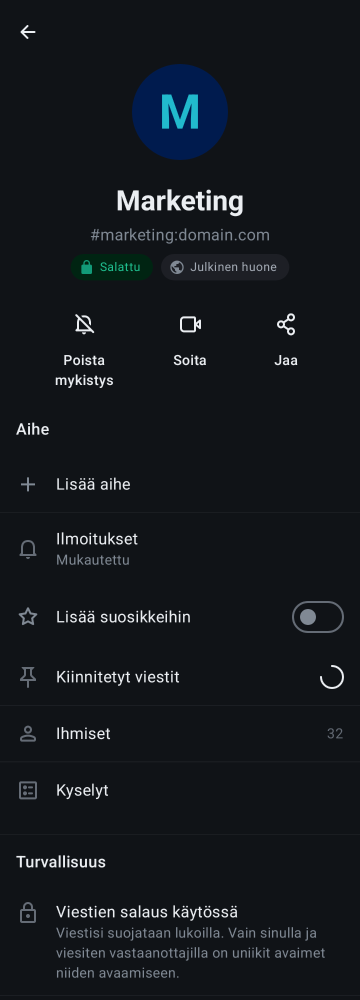 M
Marketing
#marketing:domain.com
Salattu
Julkinen huone
Poista
mykistys
Soita
Jaa
Aihe
Lisää aihe
Ilmoitukset
Mukautettu
Lisää suosikkeihin
Kiinnitetyt viestit
Ihmiset
32
Kyselyt
Turvallisuus
Viestien salaus käytössä
Viestisi suojataan lukoilla. Vain sinulla ja
viesiten vastaanottajilla on uniikit avaimet
niiden avaamiseen.